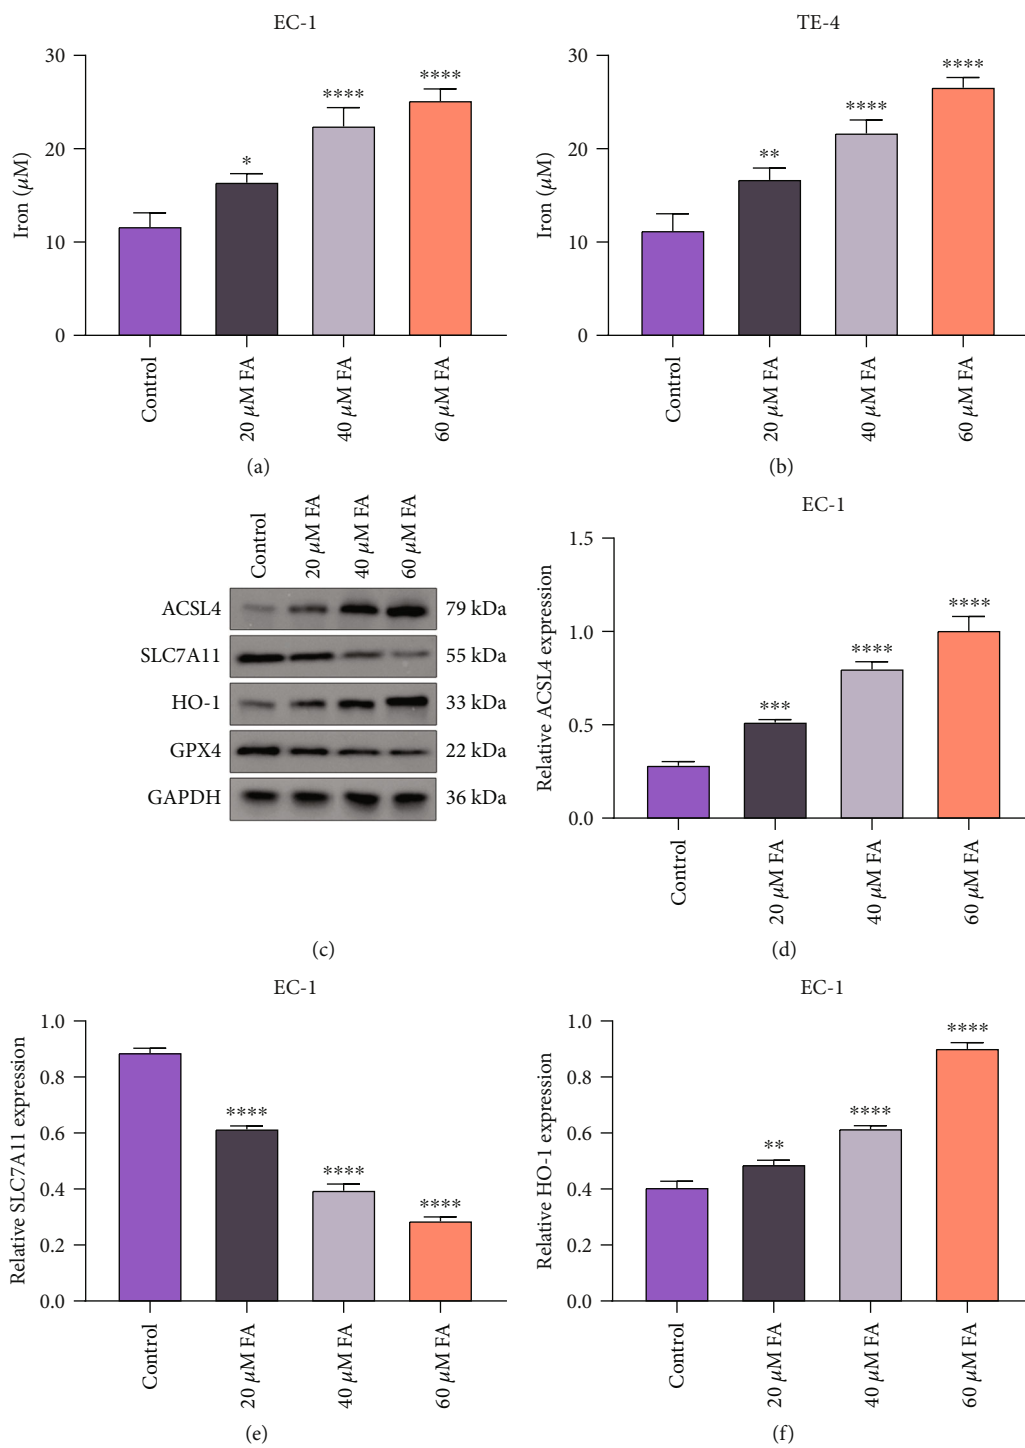 EC-1
30
20
10
0
Iron (μM)
*
****
****
Control
20 μM FA
40 μM FA
60 μM FA
(a)
TE-4
30
20
10
0
Iron (μM)
**
****
****
Control
20 μM FA
40 μM FA
60 μM FA
(b)
Control
20 μM FA
40 μM FA
60 μM FA
ACSL4 79 kDa
SLC7A11 55 kDa
HO-1 33 kDa
GPX4 22 kDa
GAPDH 36 kDa
(c)
EC-1
1.5
1.0
0.5
0.0
Relative ACSL4 expression
***
****
****
Control
20 μM FA
40 μM FA
60 μM FA
(d)
EC-1
1.0
0.8
0.6
0.4
0.2
0.0
Relative SLC7A11 expression
****
****
****
Control
20 μM FA
40 μM FA
60 μM FA
(e)
EC-1
1.0
0.8
0.6
0.4
0.2
0.0
Relative HO-1 expression
**
****
****
Control
20 μM FA
40 μM FA
60 μM FA
(f)